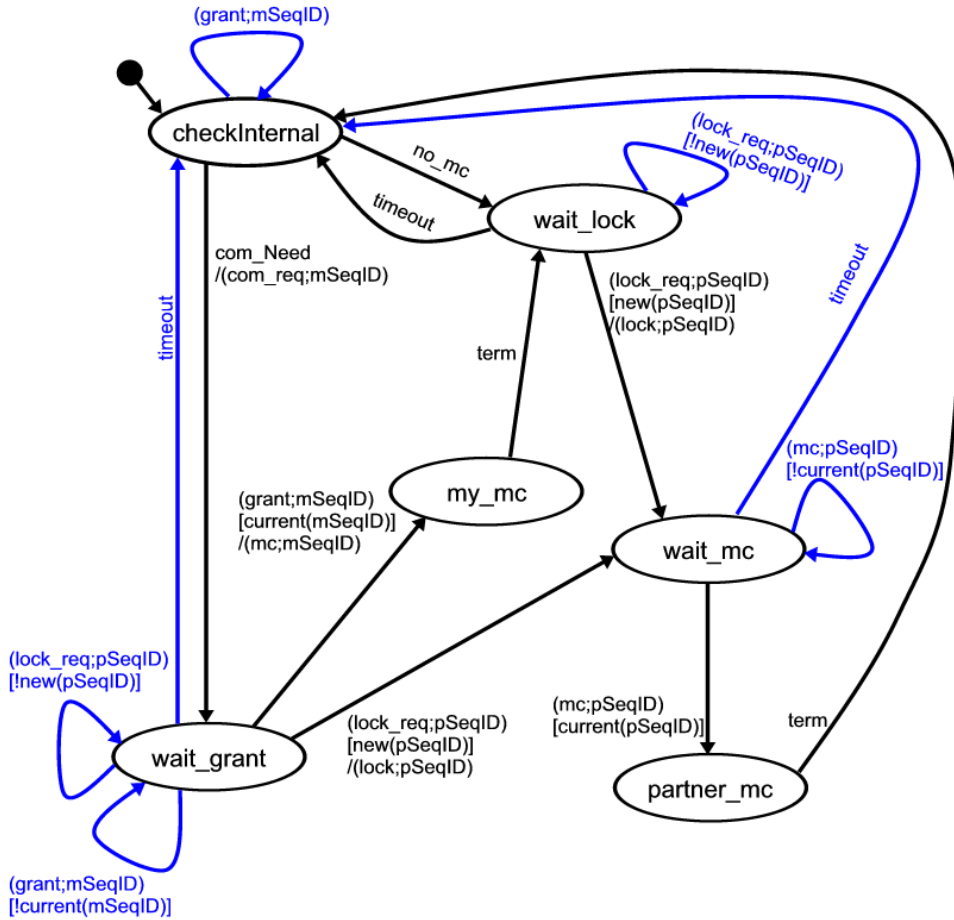 (grant;mSeqID)
checkInternal
no_mc
(lock_req;pSeqID)
[!new(pSeqID)]
timeout
wait_lock
com_Need
/(com_req;mSeqID)
(lock_req;pSeqID)
[new(pSeqID)]
/(lock;pSeqID)
timeout
timeout
term
(mc;pSeqID)
[!current(pSeqID)]
(grant;mSeqID)
[current(mSeqID)]
/(mc;mSeqID)
my_mc
wait_mc
(lock_req;pSeqID)
[!new(pSeqID)]
(mc;pSeqID)
[current(pSeqID)]
term
(lock_req;pSeqID)
[new(pSeqID)]
/(lock;pSeqID)
wait_grant
partner_mc
(grant;mSeqID)
[!current(mSeqID)]